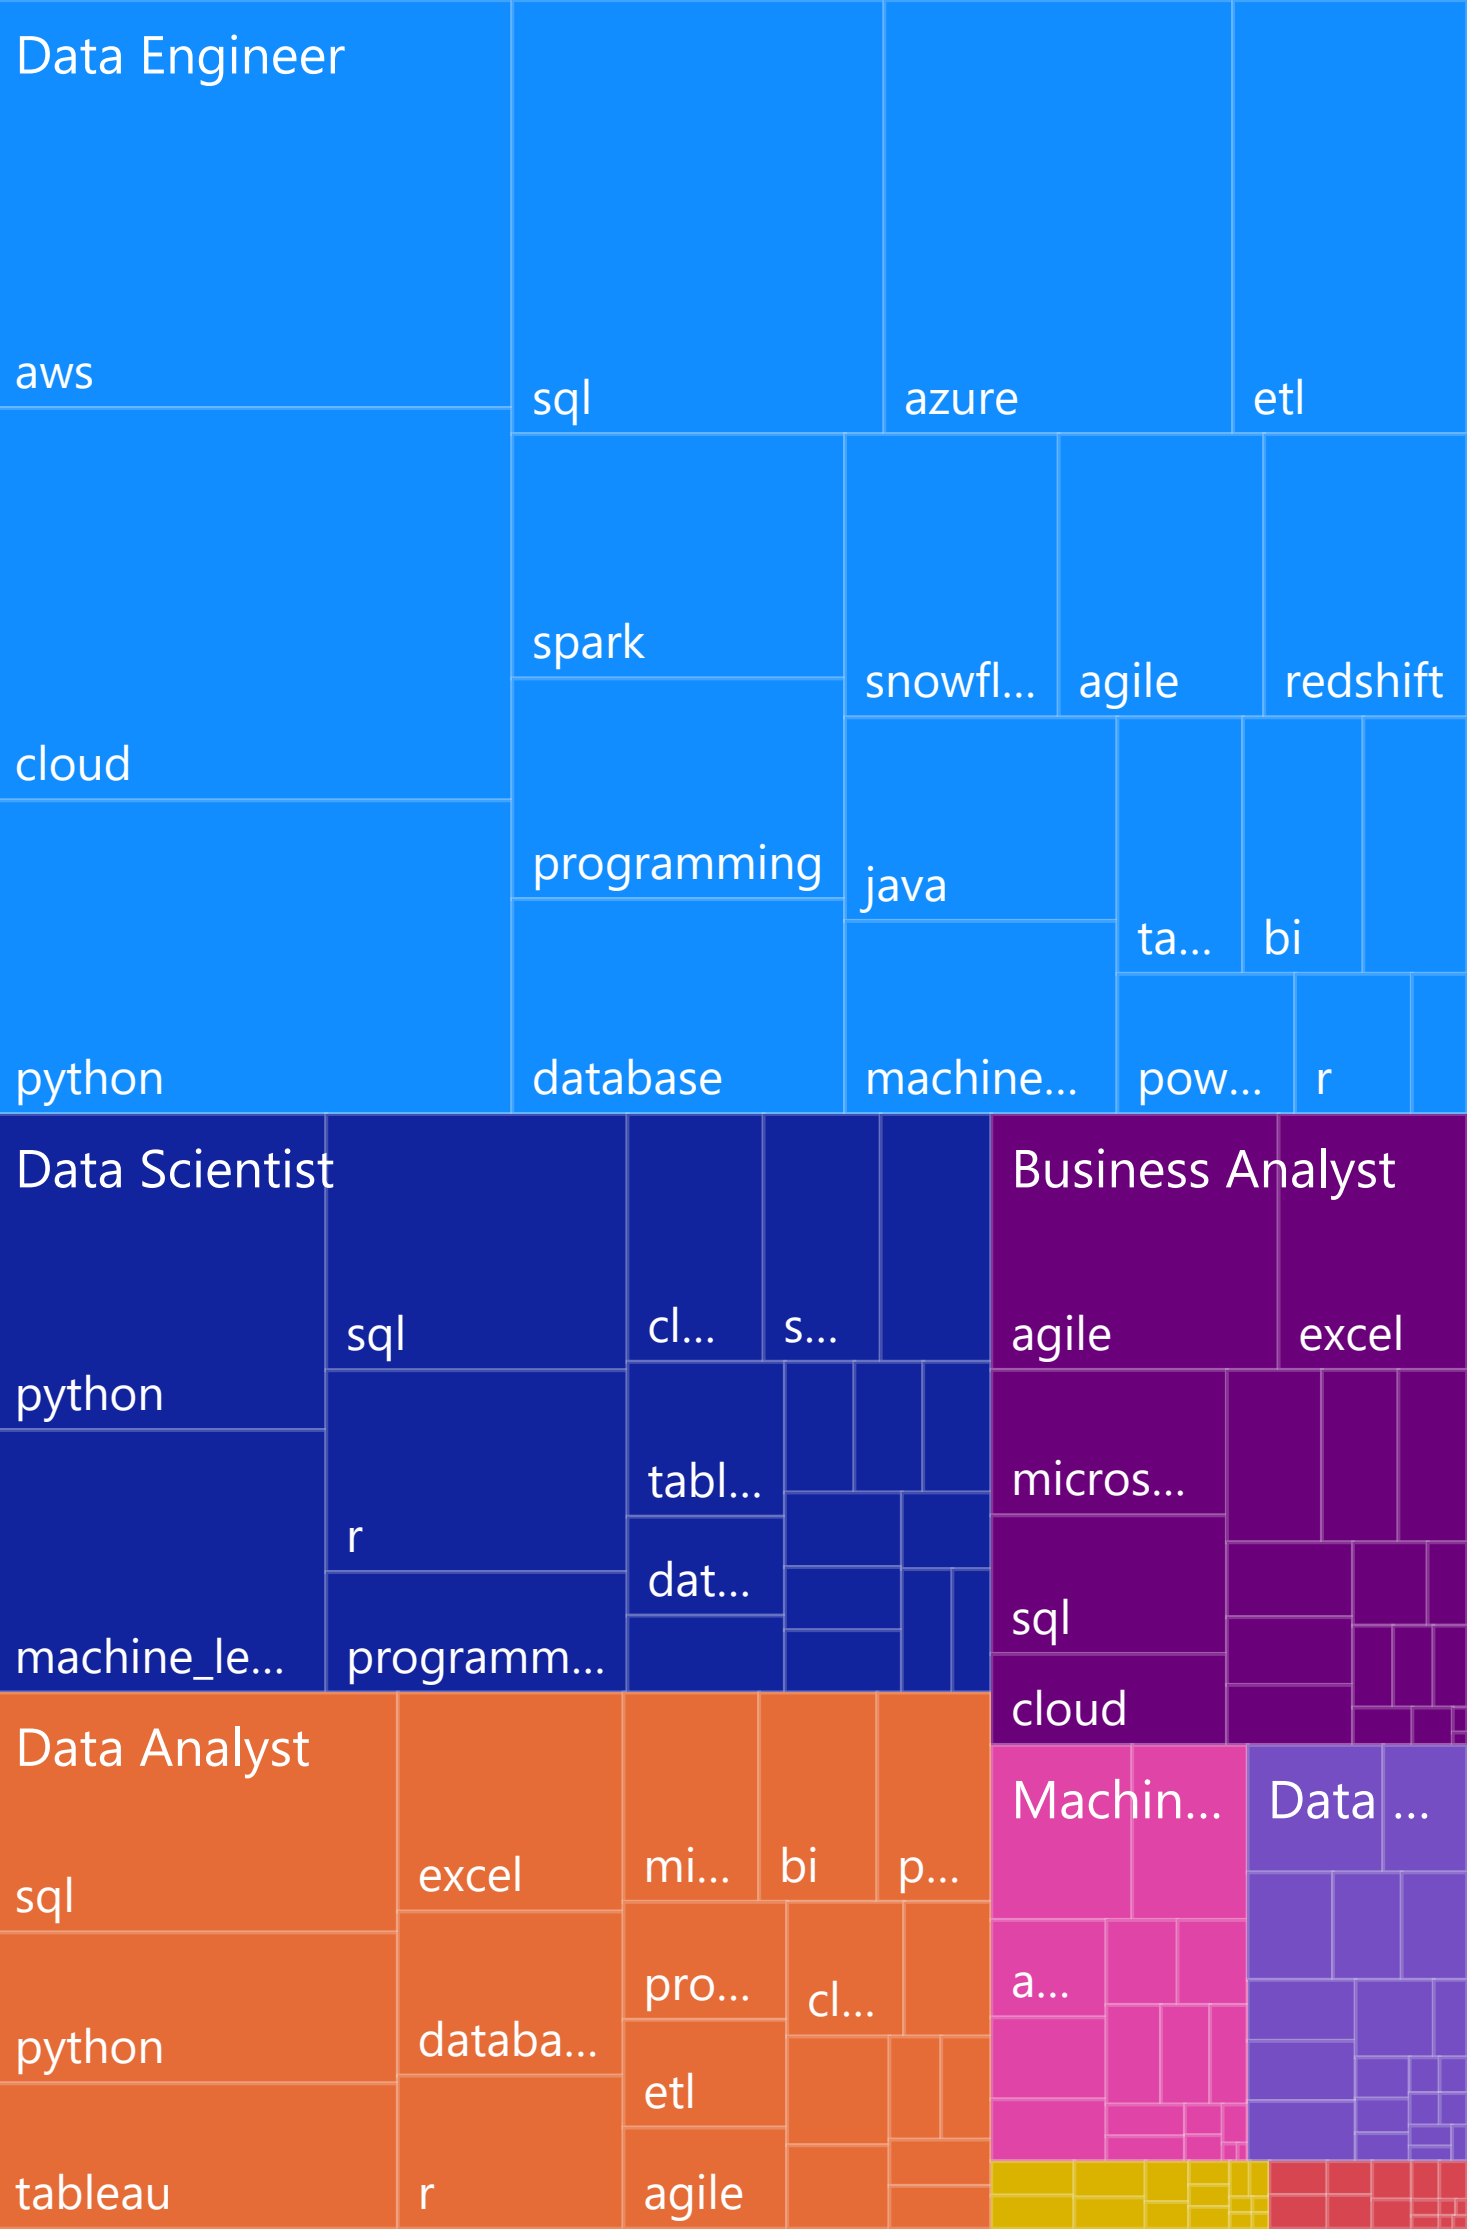 Data Engineer
aws
sql
azure
etl
cloud
spark
snowfl...
agile
redshift
python
programming
java
ta...
bi
database
machine...
pow...
r
Data Scientist
python
sql
cl...
s...
r
tabl...
dat...
machine_le...
programm...
Business Analyst
agile
excel
micros...
sql
cloud
Data Analyst
sql
excel
mi...
bi
p...
python
databa...
pro...
cl...
etl
tableau
r
agile
Machin...
a...
Data ...